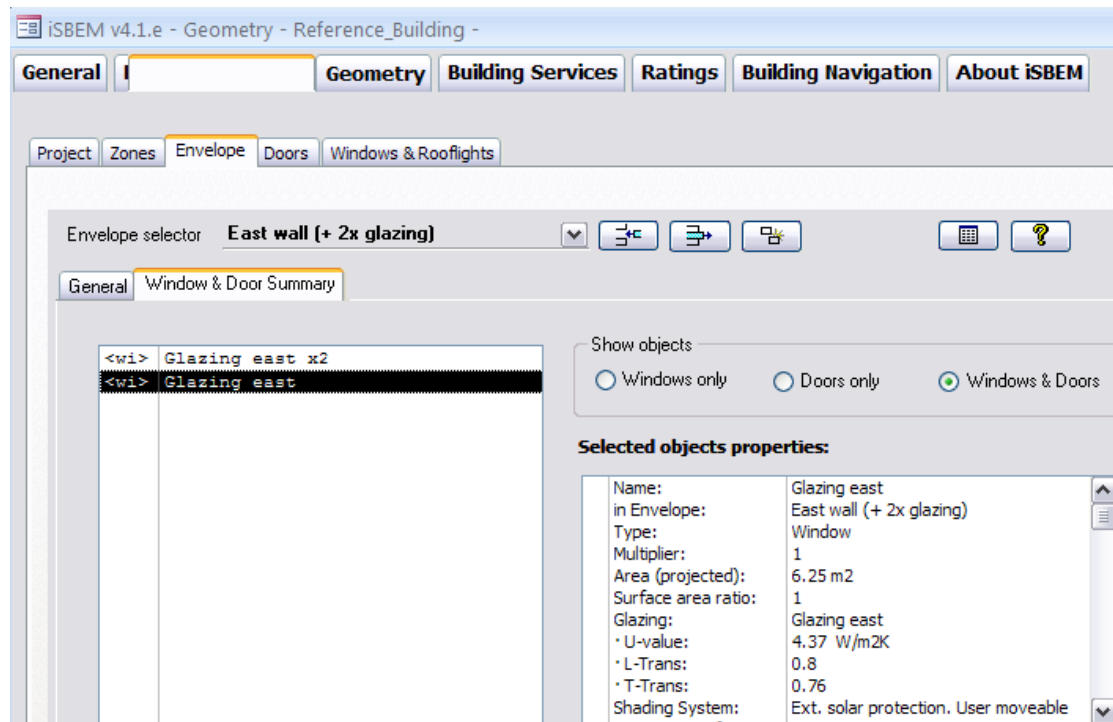 iSBEM v4.1.e - Geometry - Reference_Building -
General Geometry Building Services Ratings Building Navigation About iSBEM
Project Zones Envelope Doors Windows & Rooflights
Envelope selector East wall (+ 2x glazing)
General Window & Door Summary
<wi> Glazing east x2
<wi> Glazing east
Show objects
Windows only Doors only Windows & Doors
Selected objects properties:
Name: Glazing east
in Envelope: East wall (+ 2x glazing)
Type: Window
Multiplier: 1
Area (projected): 6.25 m2
Surface area ratio: 1
Glazing: Glazing east
· U-value: 4.37 W/m2K
· L-Trans: 0.8
· T-Trans: 0.76
Shading System: Ext. solar protection. User moveable